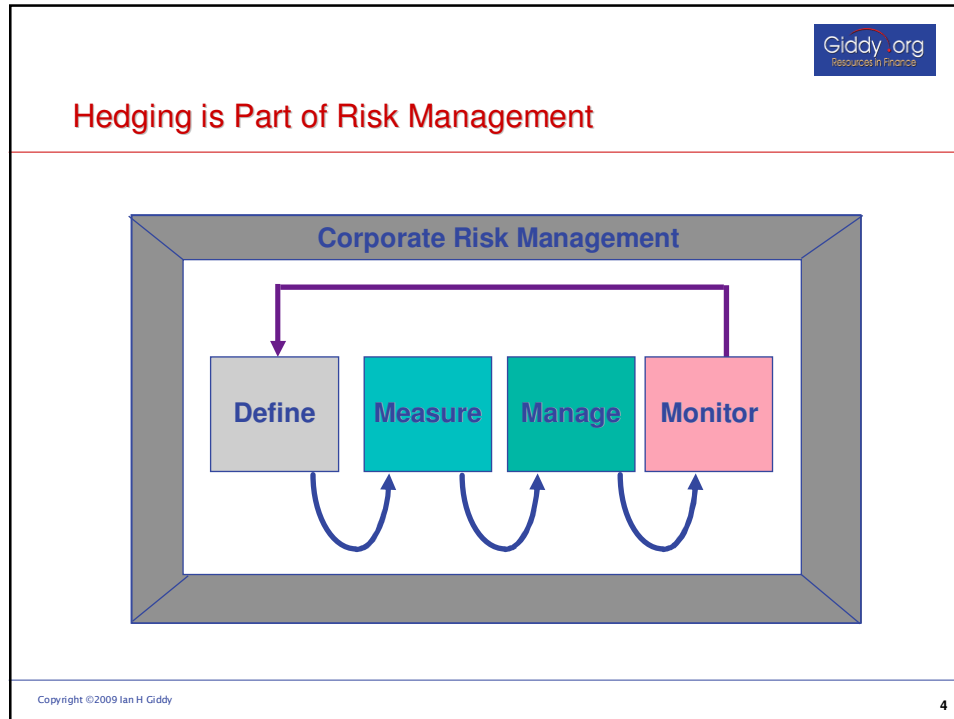 Giddy org
Resources in Finance
Hedging is Part of Risk Management
Corporate Risk Management
Define Measure Manage Monitor
Copyright ©2009 Ian H Giddy
4